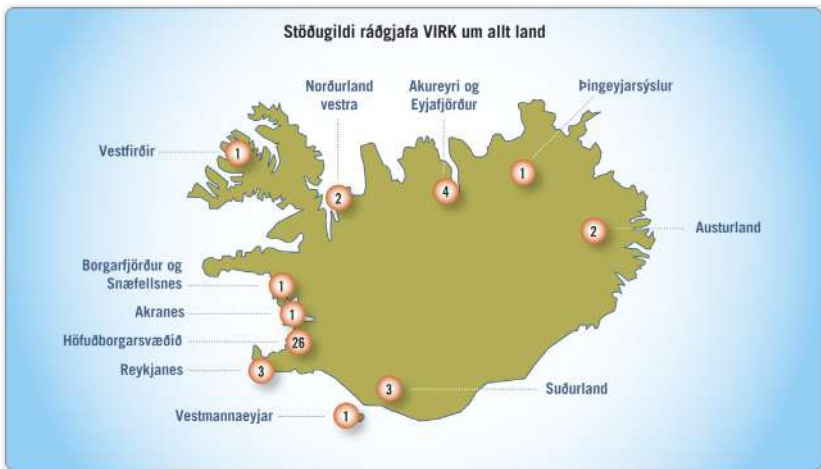 Stöðugildi ráðgjafa VIRK um allt land
Norðurland
vestra
Akureyri og
Eyjafjörður
Þingeyjarsýslur
Vestfirðir
1
2
4
1
2
Austurland
Borgarfjörður og
Snæfellsnes
1
Akranes
1
Höfuðborgarsvæðið
26
Reykjanes
3
3
Suðurland
Vestmannaeyjar
1